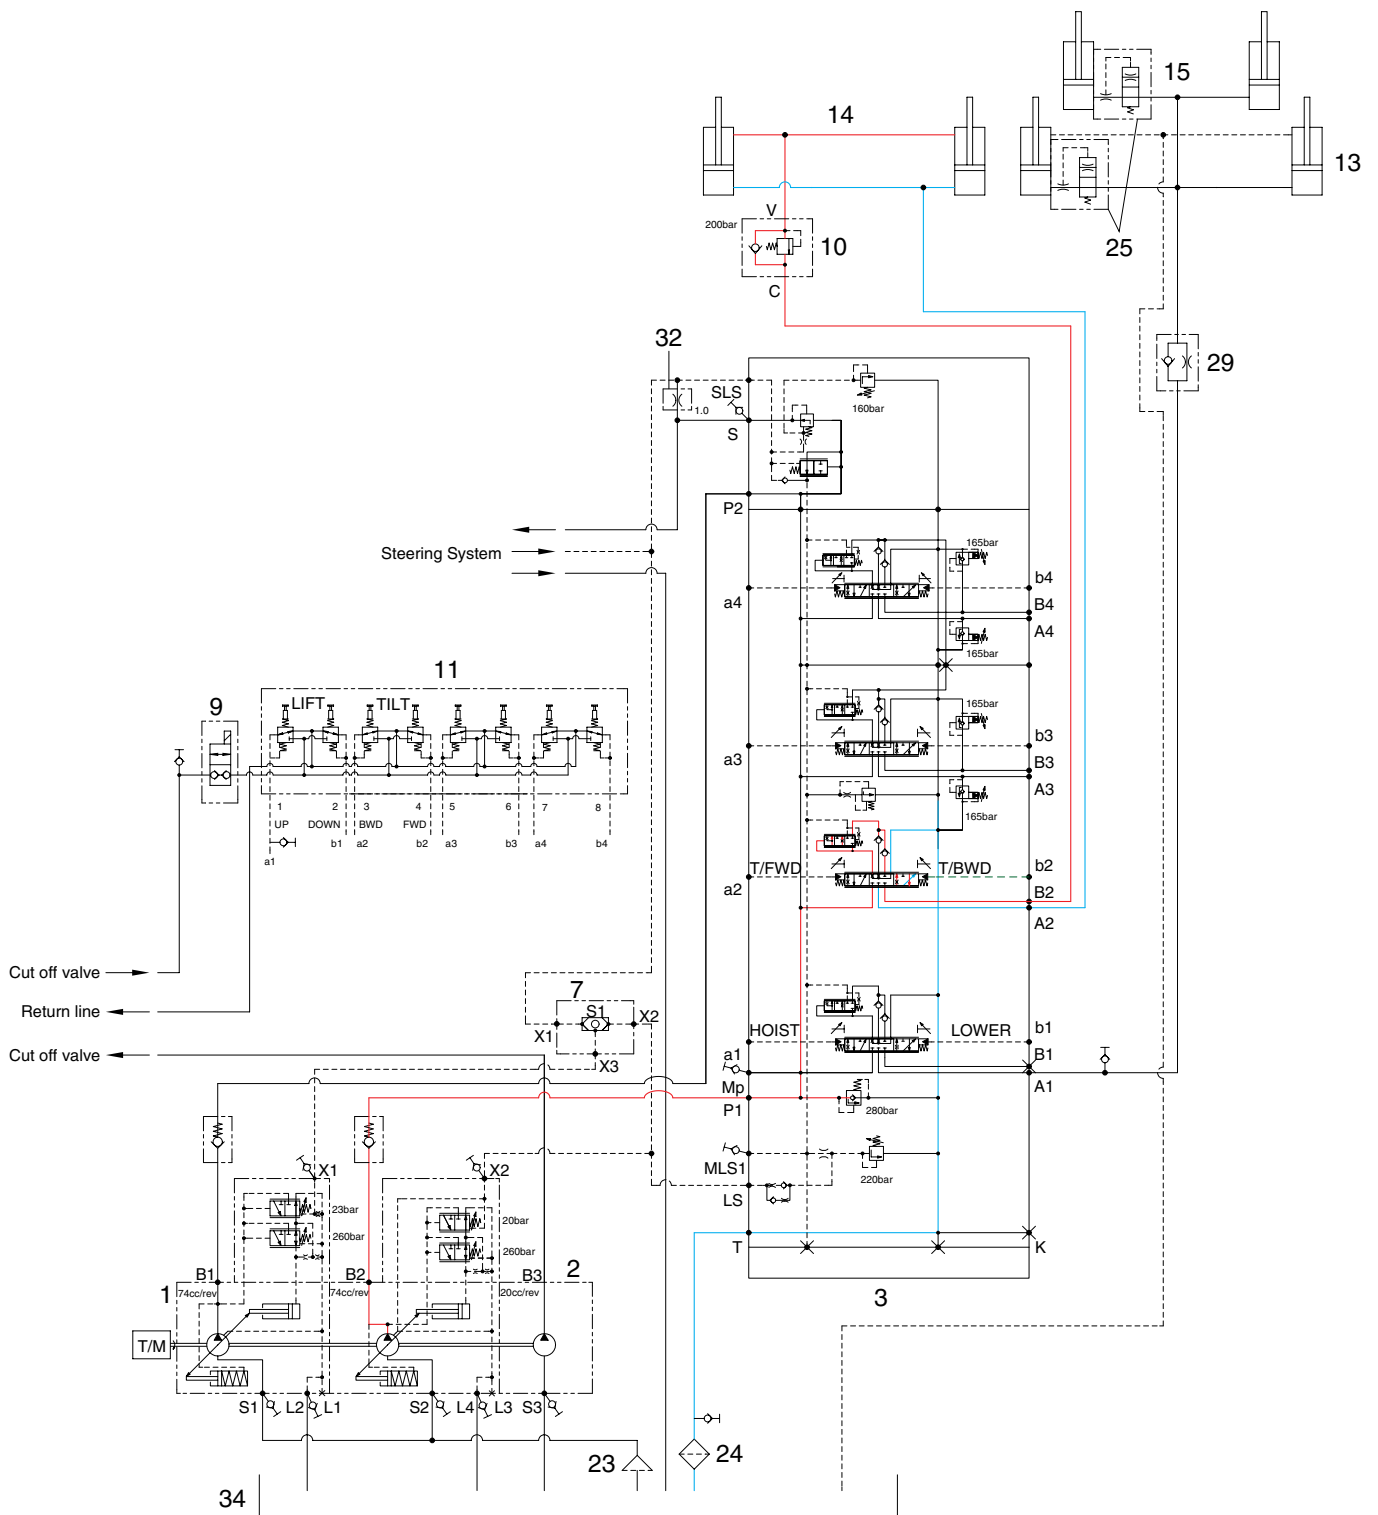 15
14
13
V
200bar
10
25
C
32
29
SLS
1.0
160bar
S
P2
Steering System
165bar
b4
a4
B4
A4
165bar
11
9
LIFT
TILT
165bar
b3
a3
B3
A3
165bar
1
2
3
4
5
6
7
8
UP
DOWN
BWD
FWD
a1
b1
a2
b2
a3
b3
a4
b4
T/FWD
T/BWD
b2
a2
B2
A2
Cut off valve
Return line
Cut off valve
7
S1
X2
X1
X3
HOIST
LOWER
b1
a1
B1
Mp
A1
P1
280bar
MLS1
220bar
LS
X1
X2
23bar
20bar
260bar
260bar
T
K
B1
B2
B3
2
1
74cc/rev
74cc/rev
20cc/rev
3
T/M
S1
L2
L1
S2
L4
L3
S3
23
24
34